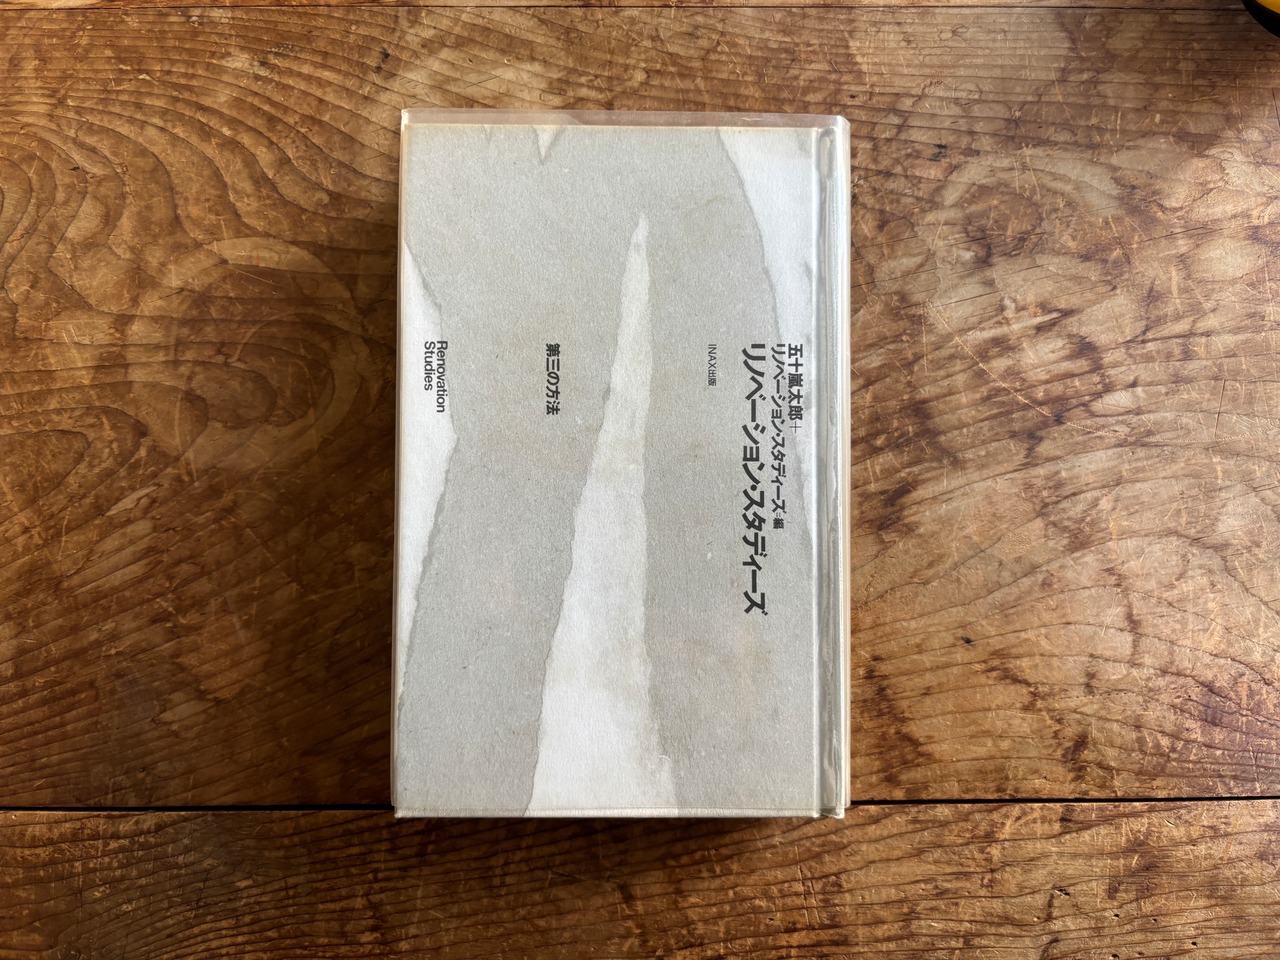 五十嵐太郎＋
リノベーション・スタディーズ=編
リノベーション・スタディーズ
INAX出版
第三の方法
Renovation
Studies